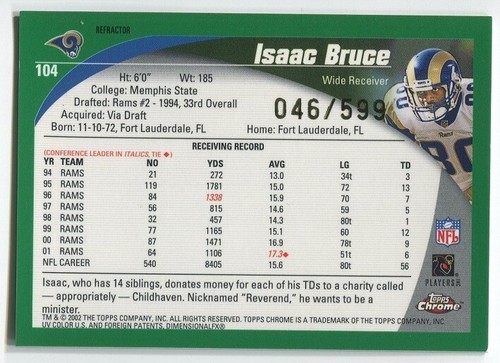 REFRACTOR
104
Isaac Bruce
Wide Receiver
Ht: 6'0" Wt: 185
College: Memphis State
Drafted: Rams #2 - 1994, 33rd Overall
Acquired: Via Draft
Born: 11-10-72, Fort Lauderdale, FL Home: Fort Lauderdale, FL
046/599
80
RECEIVING RECORD
(CONFERENCE LEADER IN ITALICS, TIE ♦)
YR TEAM NO YDS AVG LG TD
94 RAMS 21 272 13.0 34t 3
95 RAMS 119 1781 15.0 72 13
96 RAMS 84 1338 15.9 70 7
97 RAMS 56 815 14.6 59 5
98 RAMS 32 457 14.3 80t 1
99 RAMS 77 1165 15.1 60 12
00 RAMS 87 1471 16.9 78t 9
01 RAMS 64 1106 17.3♦ 51t 6
NFL CAREER 540 8405 15.6 80t 56
NFL
PLAYERS
Topps
Chrome
Isaac, who has 14 siblings, donates money for each of his TDs to a charity called
— appropriately — Childhaven. Nicknamed "Reverend," he wants to be a
minister.
TM & © 2002 THE TOPPS COMPANY, INC. ALL RIGHTS RESERVED. TOPPS CHROME IS A TRADEMARK OF THE TOPPS COMPANY, INC.
UV COLOR U.S. AND FOREIGN PATENTS, DIMENSIONALFX®